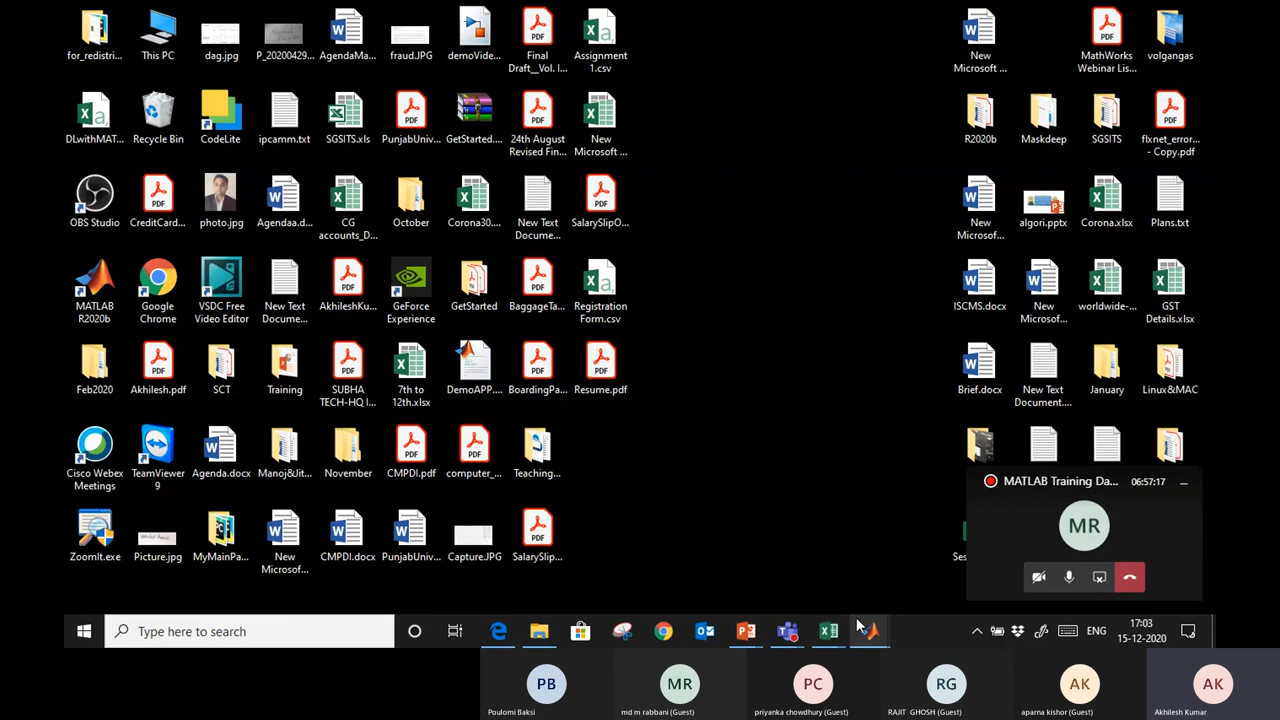 for_redistri...
This PC
dag.jpg
P_20200429...
AgendaMa...
fraud.JPG
demoVide...
Final
Draft__Vol. I...
Assignment
1.csv
New
Microsoft ...
MathWorks
Webinar Lis...
volgangas
DLwithMAT...
Recycle Bin
CodeLite
ipcamm.txt
SGSITS.xls
PunjabUniv...
GetStarted....
24th August
Revised Fin...
New
Microsoft ...
R2020b
Maskdeep
SGSITS
flxnet_error...
- Copy.pdf
OBS Studio
CreditCard...
photo.jpg
Agendaa.d...
CG
accounts_D...
October
Corona30....
New Text
Docume...
SalarySlipO...
New
Microsof...
algori.pptx
Corona.xlsx
Plans.txt
MATLAB
R2020b
Google
Chrome
VSDC Free
Video Editor
New Text
Docume...
AkhileshKu...
GeForce
Experience
GetStarted
BaggageTa...
Registration
Form.csv
ISCMS.docx
New
Microsof...
worldwide-...
GST
Details.xlsx
Feb2020
Akhilesh.pdf
SCT
Training
SUBHA
TECH-HQ I...
7th to
12th.xlsx
DemoAPP....
BoardingPa...
Resume.pdf
Brief.docx
New Text
Document....
January
Linux&MAC
Cisco Webex
Meetings
TeamViewer
9
Agenda.docx
Manoj&Jit...
November
CMPDI.pdf
computer_...
Teaching...
ZoomIt.exe
Picture.jpg
MyMainPa...
New
Microsof...
CMPDI.docx
PunjabUniv...
Capture.JPG
SalarySlip...
Ses
MATLAB Training Da... 06:57:17
MR
Type here to search
ENG
17:03
15-12-2020
PB
MR
PC
RG
AK
AK
Poulomi Baksi
md m rabbani (Guest)
priyanka chowdhury (Guest)
RAJIT GHOSH (Guest)
aparna kishor (Guest)
Akhilesh Kumar